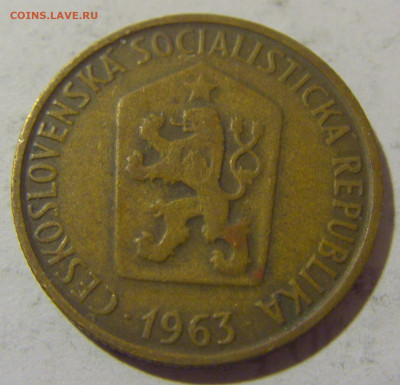 COINS.LAVE.RU
ČESKOSLOVENSKÁ SOCIALISTICKÁ REPUBLIKA
· 1963 ·